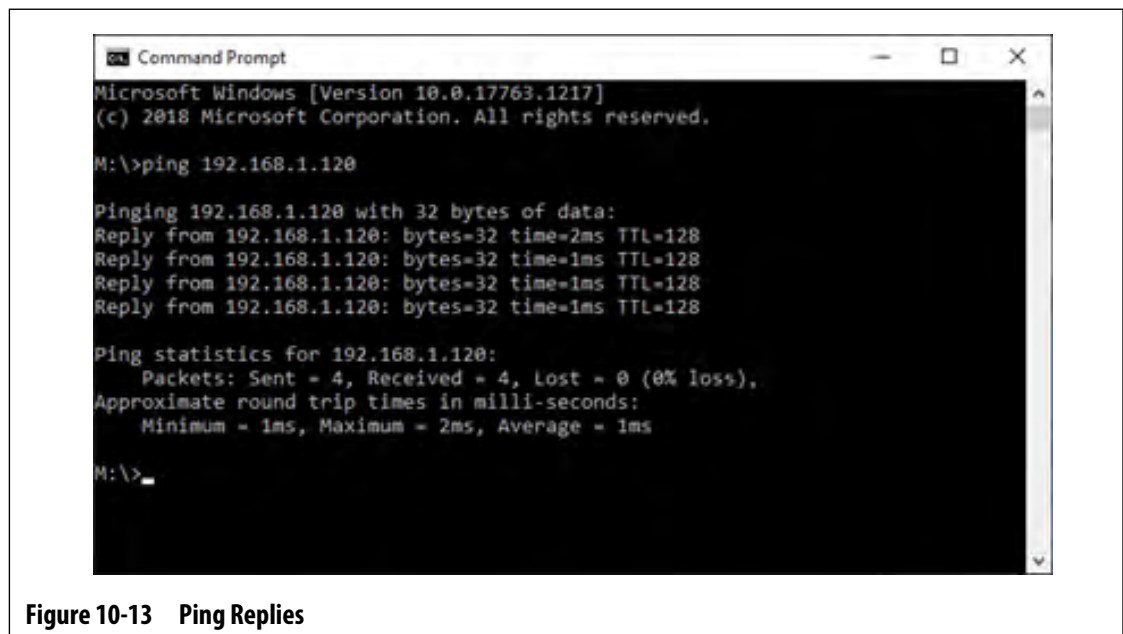 Command Prompt
Microsoft Windows [Version 10.0.17763.1217]
(c) 2018 Microsoft Corporation. All rights reserved.
M:\>ping 192.168.1.120
Pinging 192.168.1.120 with 32 bytes of data:
Reply from 192.168.1.120: bytes=32 time=2ms TTL=128
Reply from 192.168.1.120: bytes=32 time=1ms TTL=128
Reply from 192.168.1.120: bytes=32 time=1ms TTL=128
Reply from 192.168.1.120: bytes=32 time=1ms TTL=128
Ping statistics for 192.168.1.120:
    Packets: Sent = 4, Received = 4, Lost = 0 (0% loss),
Approximate round trip times in milli-seconds:
    Minimum = 1ms, Maximum = 2ms, Average = 1ms
M:\>
Figure 10-13 Ping Replies